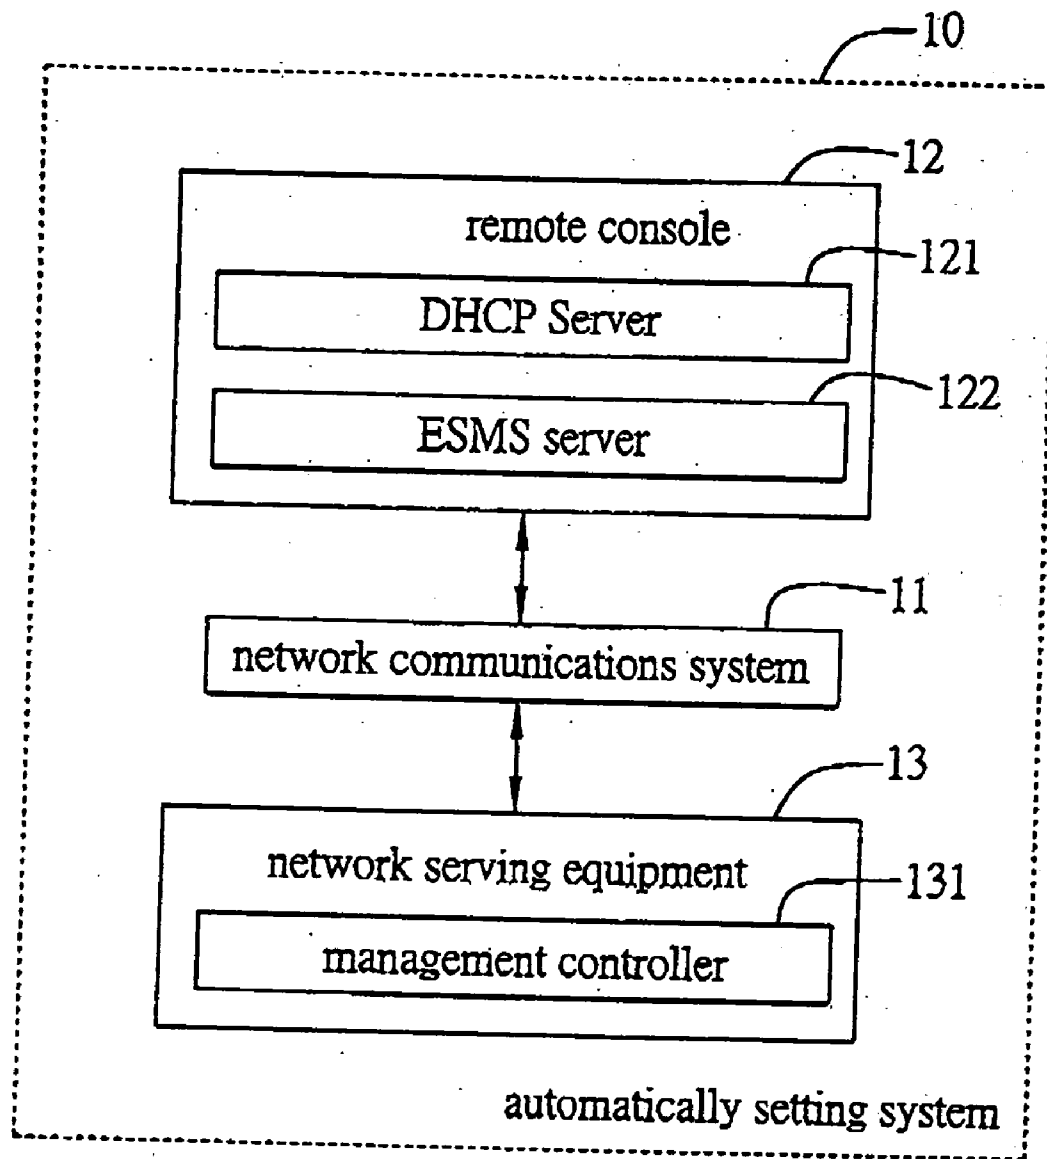 10
12
remote console
121
DHCP Server
122
ESMS server
11
network communications system
13
network serving equipment
131
management controller
automatically setting system